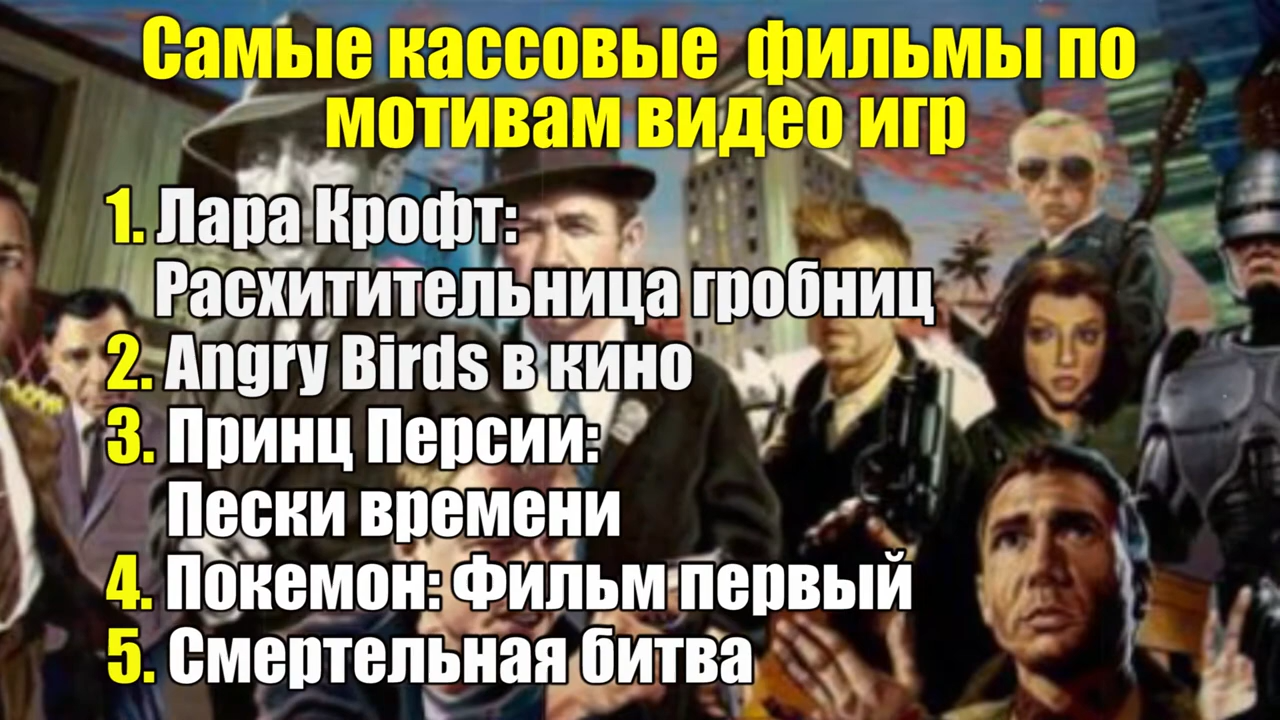 Самые кассовые фильмы по
мотивам видео игр
1. Лара Крофт:
Расхитительница гробниц
2. Angry Birds в кино
3. Принц Персии:
Пески времени
4. Покемон: Фильм первый
5. Смертельная битва